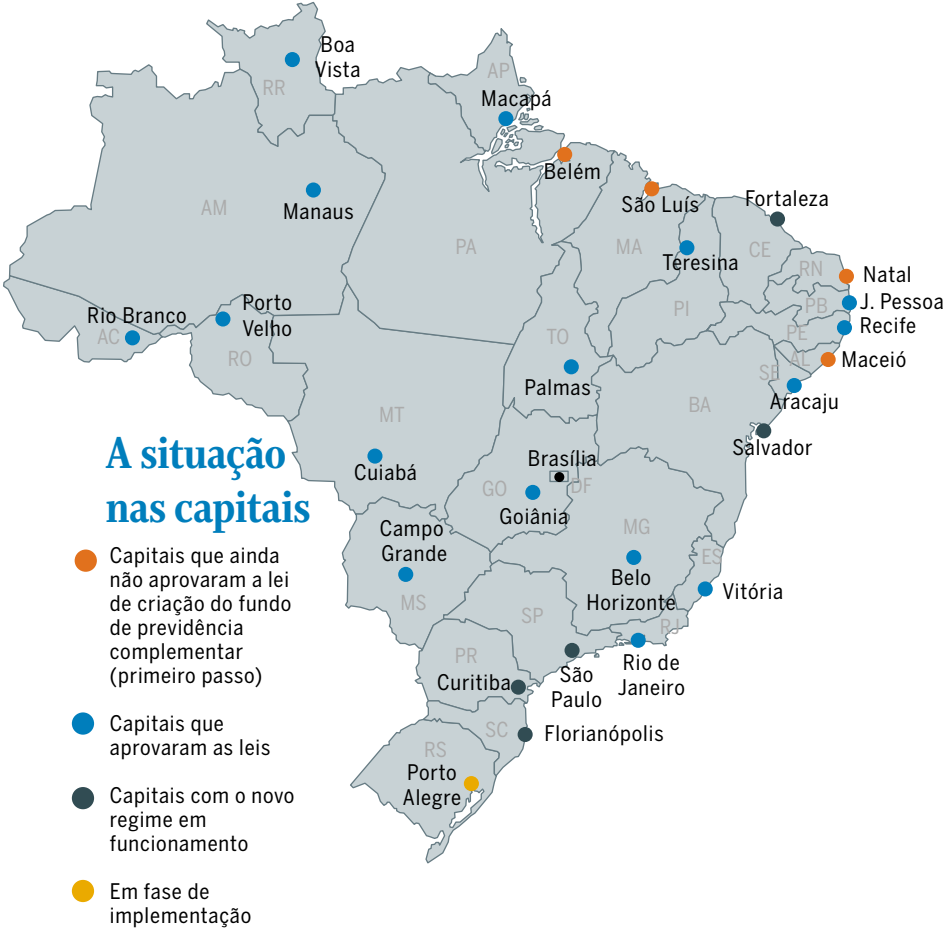 Boa
Vista
RR
AP
Macapá
Belém
AM
Manaus
PA
São Luís
MA
Teresina
Fortaleza
CE
RN
Natal
PB
J. Pessoa
PI
PE
Recife
AL
Maceió
SE
Aracaju
Rio Branco
AC
Porto
Velho
RO
TO
Palmas
BA
Salvador
MT
Cuiabá
Brasília
DF
GO
Goiânia
MG
Belo
Horizonte
ES
Vitória
Campo
Grande
MS
SP
RJ
Rio de
Janeiro
São
Paulo
PR
Curitiba
SC
Florianópolis
RS
Porto
Alegre
A situação
nas capitais
Capitais que ainda
não aprovaram a lei
de criação do fundo
de previdência
complementar
(primeiro passo)
Capitais que
aprovaram as leis
Capitais com o novo
regime em
funcionamento
Em fase de
implementação